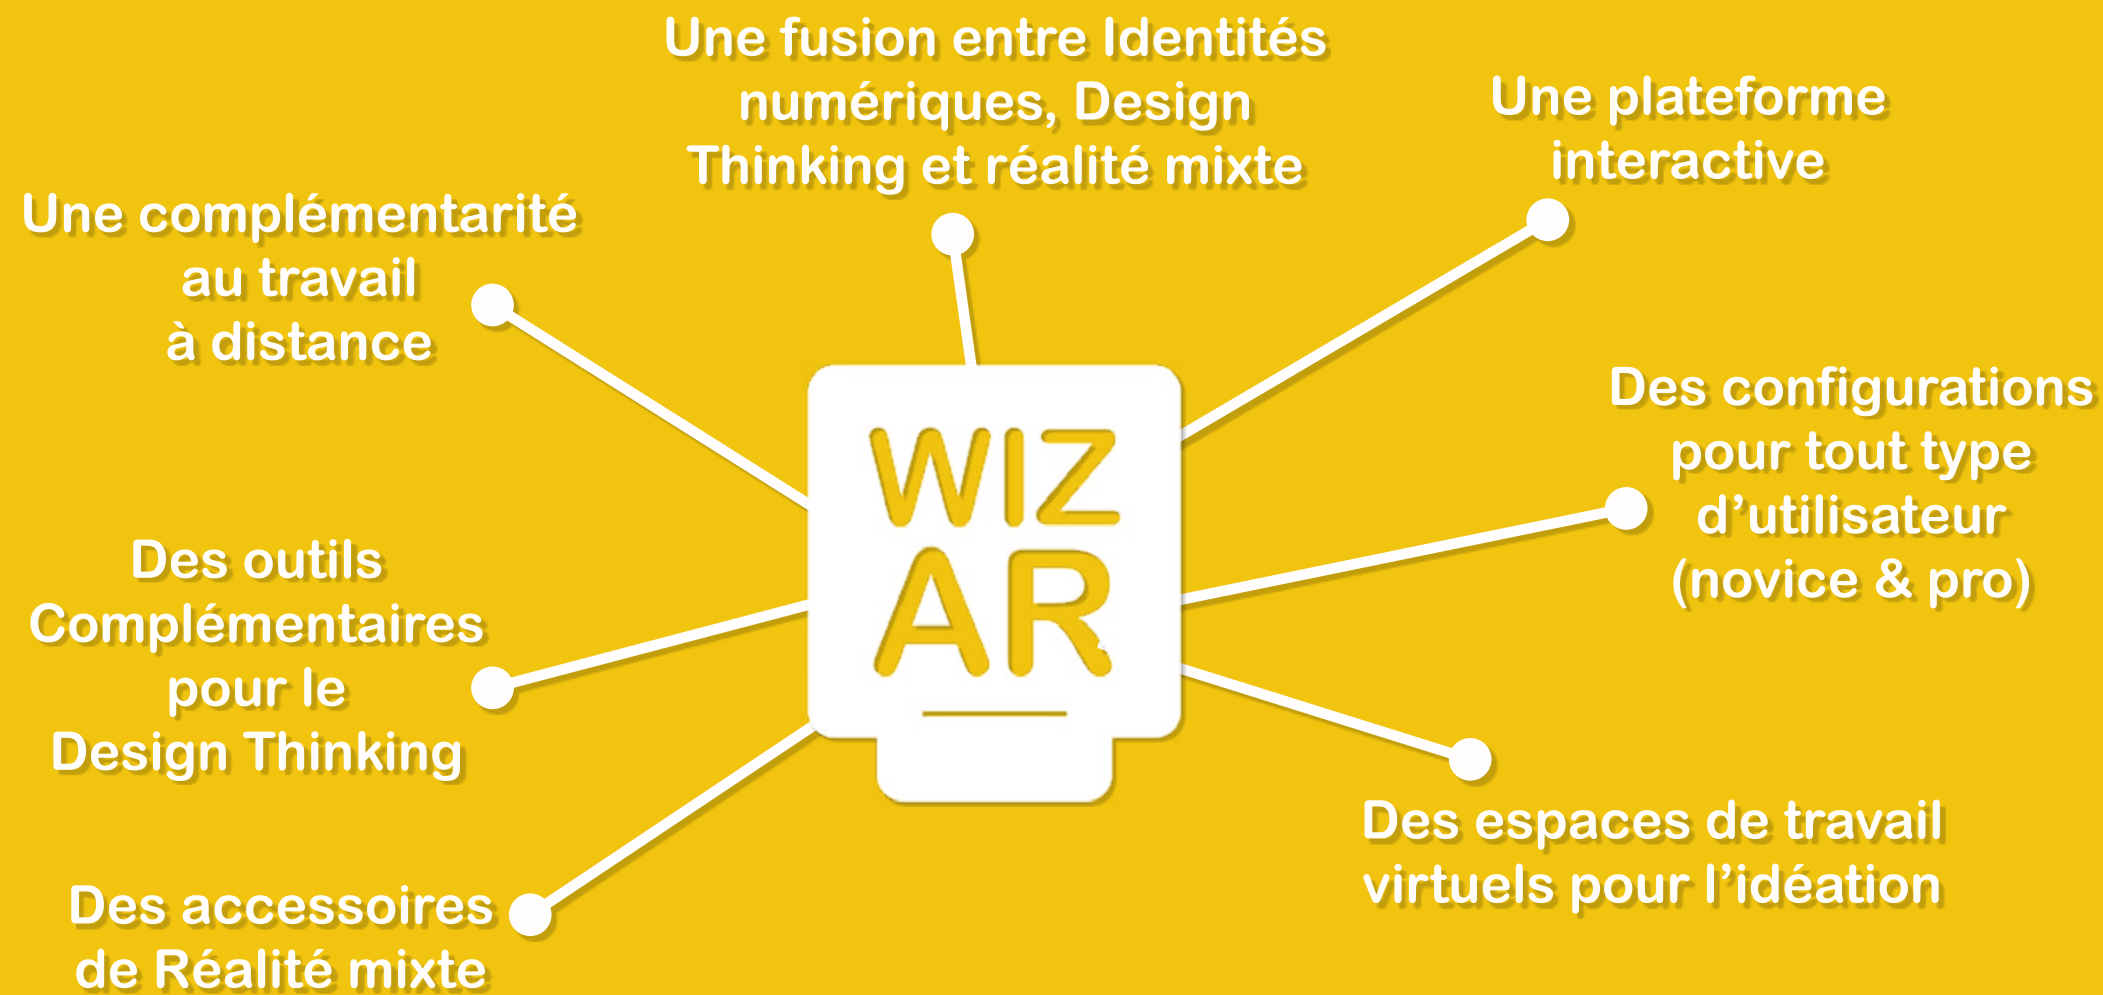 Une fusion entre Identités
numériques, Design
Thinking et réalité mixte
Une plateforme
interactive
Une complémentarité
au travail
à distance
Des configurations
pour tout type
d’utilisateur
(novice & pro)
WIZ
AR
Des outils
Complémentaires
pour le
Design Thinking
Des espaces de travail
virtuels pour l’idéation
Des accessoires
de Réalité mixte